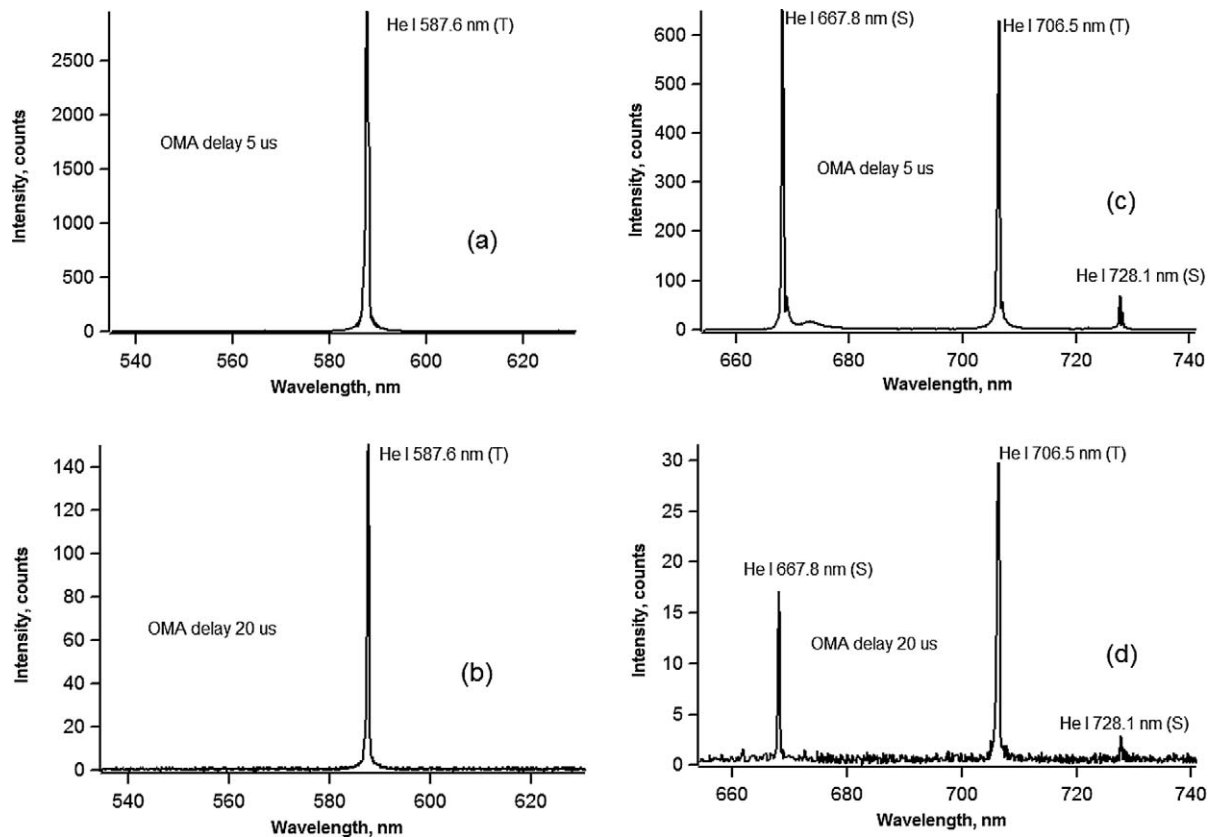 He I 587.6 nm (T)
2500
2000
1500
1000
500
0
Intensity, counts
OMA delay 5 us
(a)
540 560 580 600 620
Wavelength, nm
He I 667.8 nm (S)
He I 706.5 nm (T)
600
500
400
300
200
100
0
Intensity, counts
OMA delay 5 us
(c)
He I 728.1 nm (S)
660 680 700 720 740
Wavelength, nm
He I 587.6 nm (T)
140
120
100
80
60
40
20
0
Intensity, counts
OMA delay 20 us
(b)
540 560 580 600 620
Wavelength, nm
He I 706.5 nm (T)
30
25
20
15
10
5
0
Intensity, counts
He I 667.8 nm (S)
OMA delay 20 us
(d)
He I 728.1 nm (S)
660 680 700 720 740
Wavelength, nm